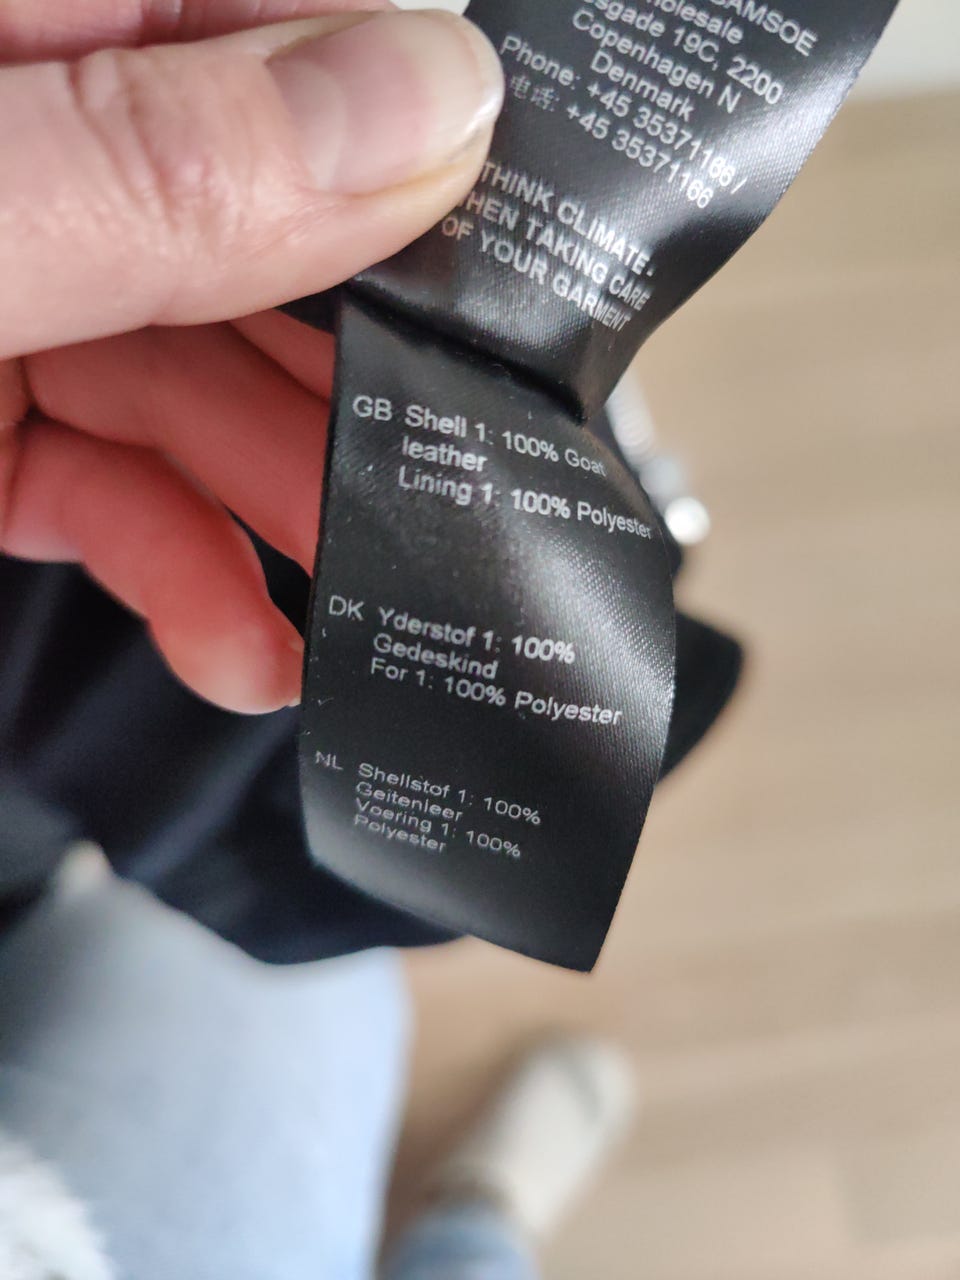 SAMSOE
holesale
sgade 19C, 2200
Copenhagen N
Denmark
Phone: +45 35371166 /
电话: +45 35371166
THINK CLIMATE-
WHEN TAKING CARE
OF YOUR GARMENT
GB Shell 1: 100% Goat
leather
Lining 1: 100% Polyester
DK Yderstof 1: 100%
Gedeskind
For 1: 100% Polyester
NL Shellstof 1: 100%
Geitenleer
Voering 1: 100%
Polyester